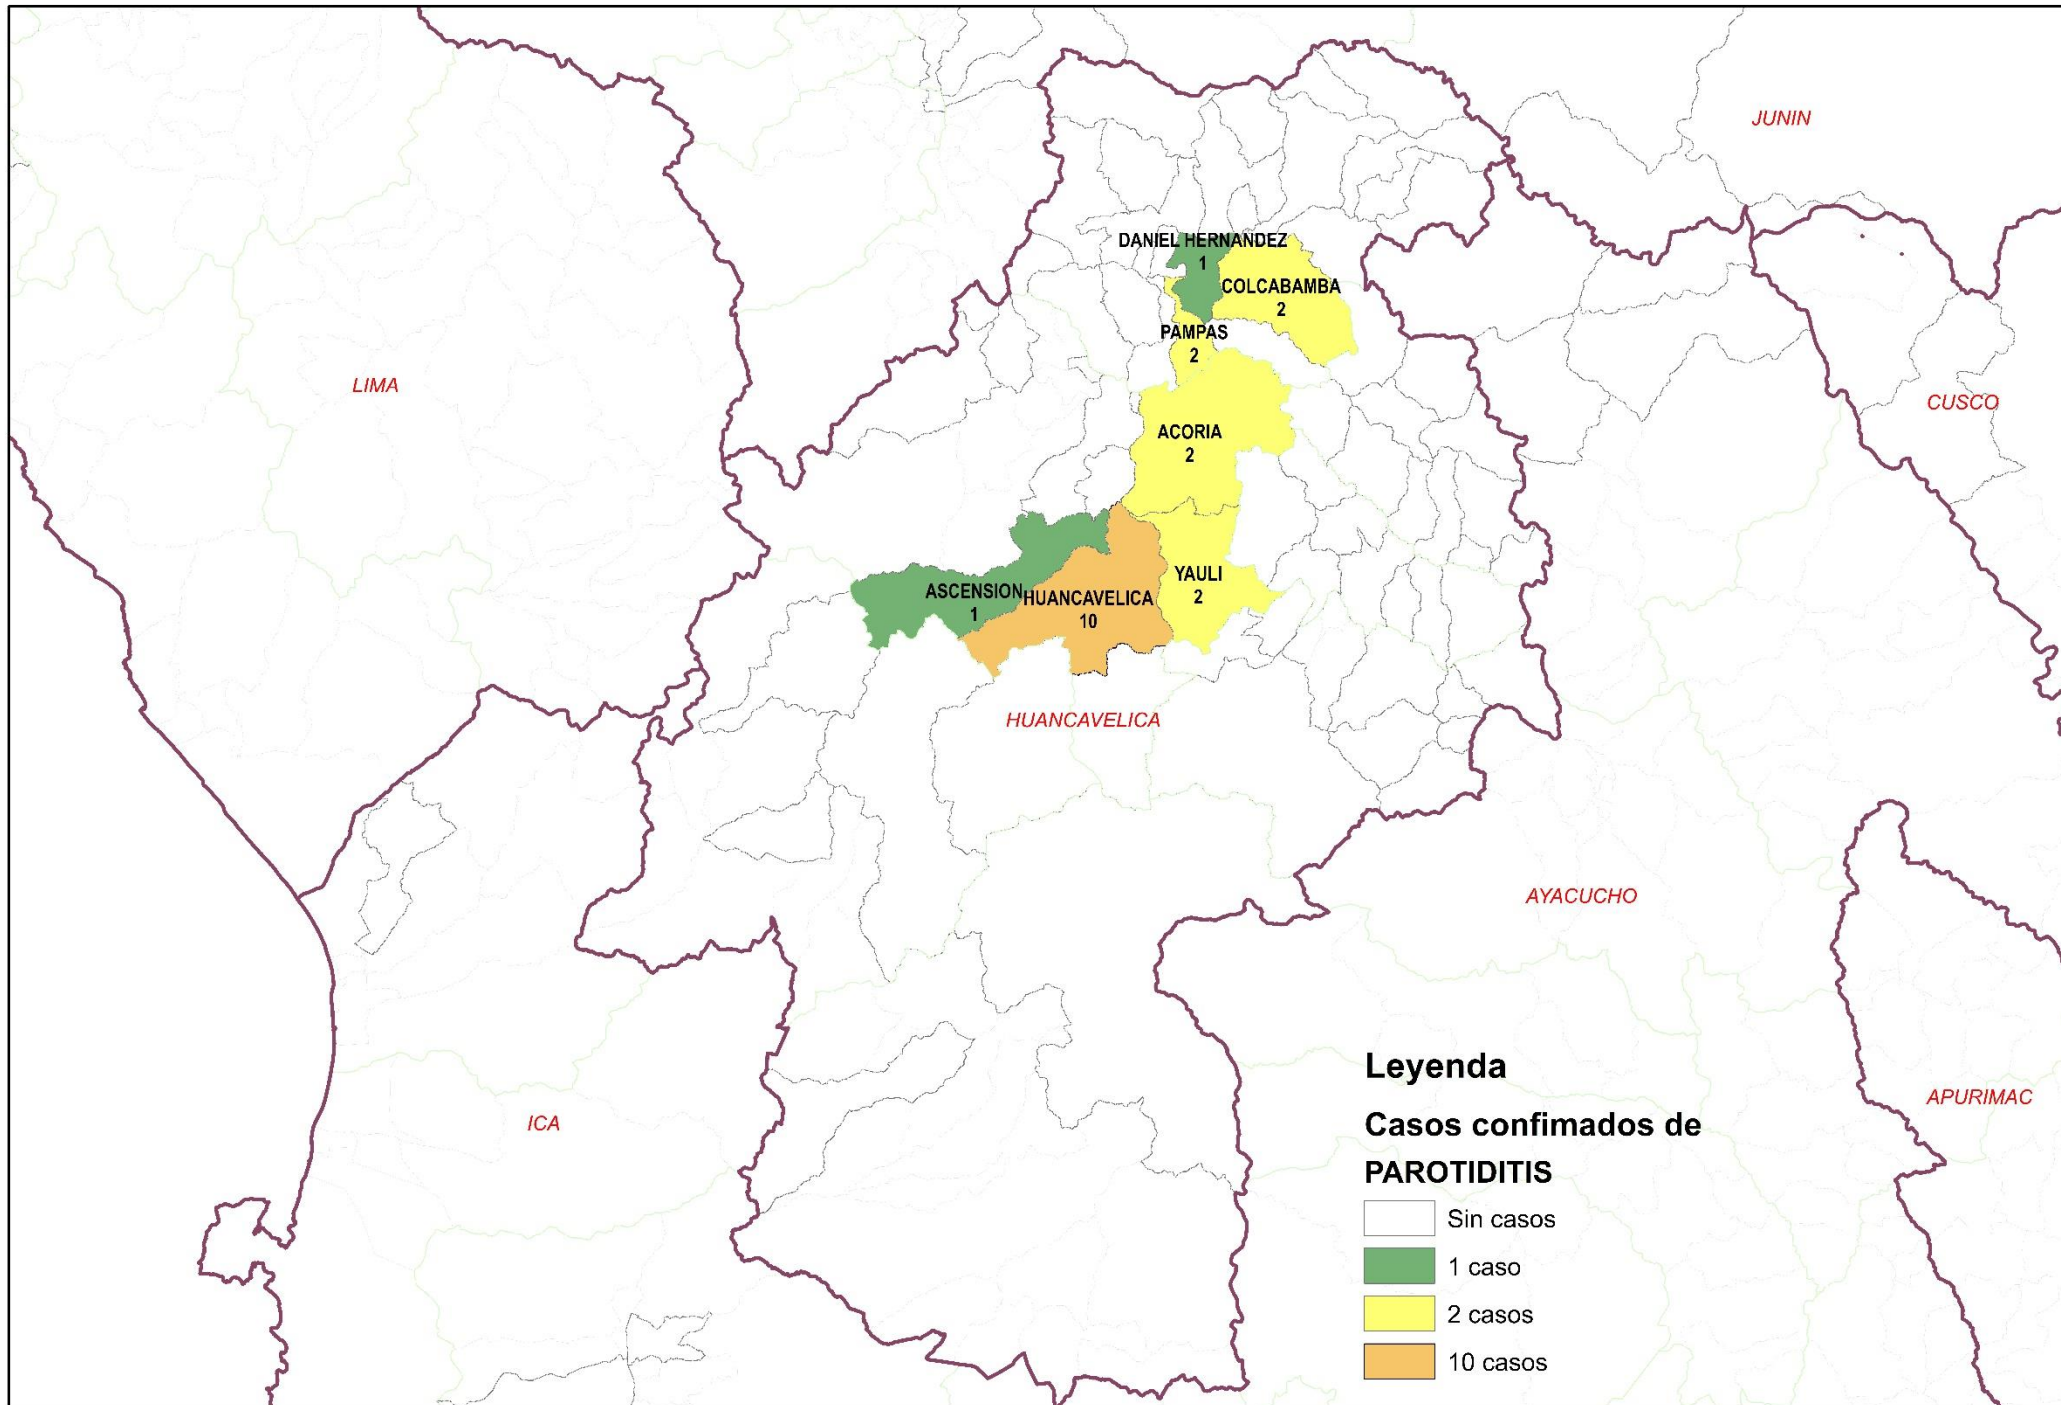 JUNIN
DANIEL HERNANDEZ
1
COLCABAMBA
2
PAMPAS
2
LIMA
CUSCO
ACORIA
2
YAULI
2
ASCENSION
1
HUANCAVELICA
10
HUANCAVELICA
AYACUCHO
ICA
APURIMAC
Leyenda
Casos confimados de
PAROTIDITIS
Sin casos
1 caso
2 casos
10 casos